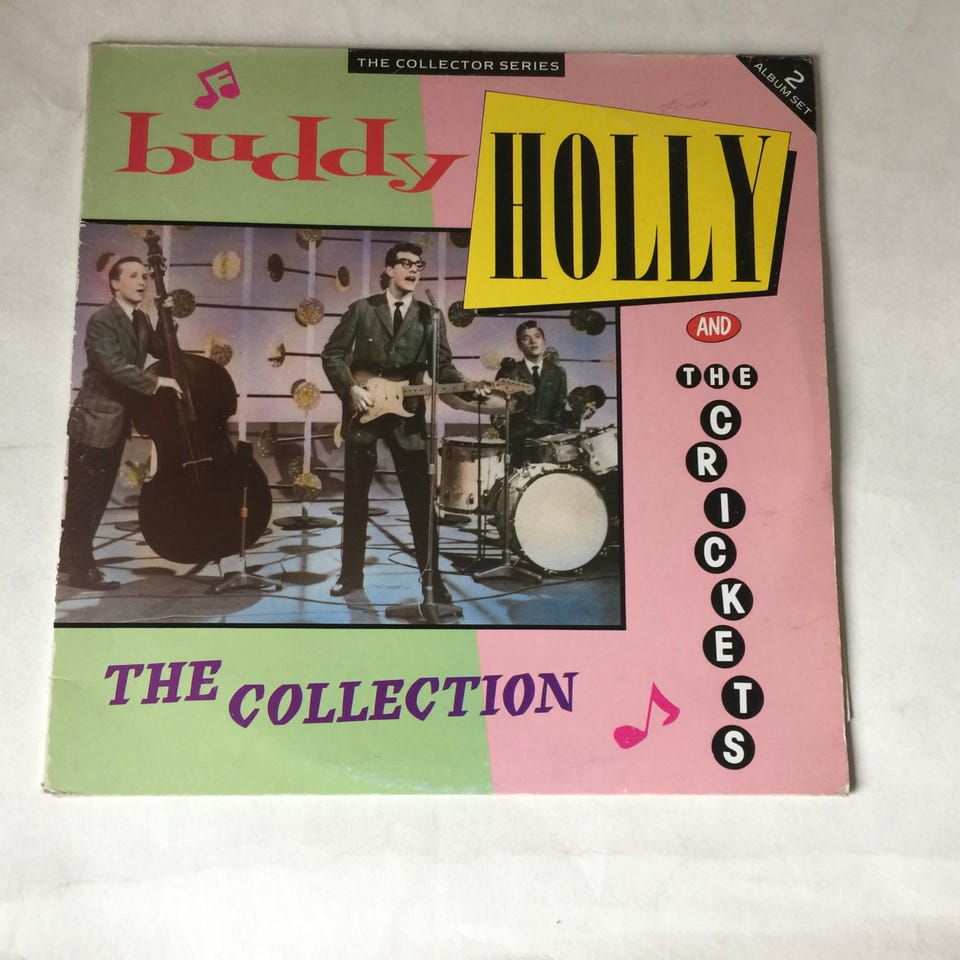 THE COLLECTOR SERIES
2
ALBUM SET
buddy
HOLLY
AND
THE
CRICKETS
THE COLLECTION